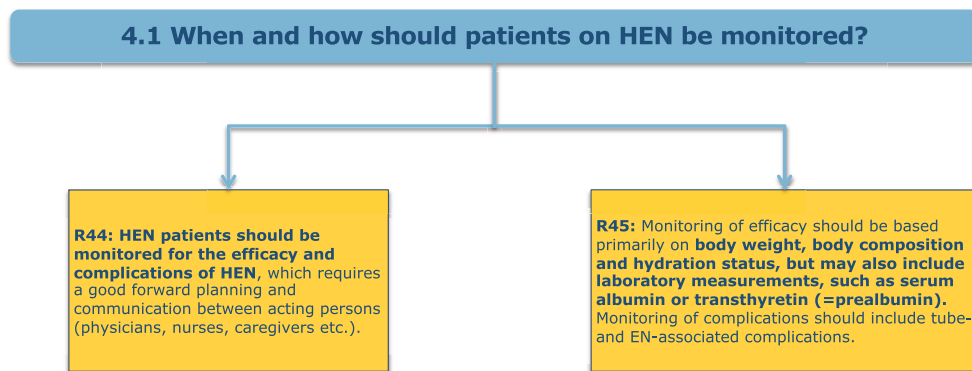 4.1 When and how should patients on HEN be monitored?
R44: HEN patients should be
monitored for the efficacy and
complications of HEN, which requires
a good forward planning and
communication between acting persons
(physicians, nurses, caregivers etc.).
R45: Monitoring of efficacy should be based
primarily on body weight, body composition
and hydration status, but may also include
laboratory measurements, such as serum
albumin or transthyretin (=prealbumin).
Monitoring of complications should include tube-
and EN-associated complications.